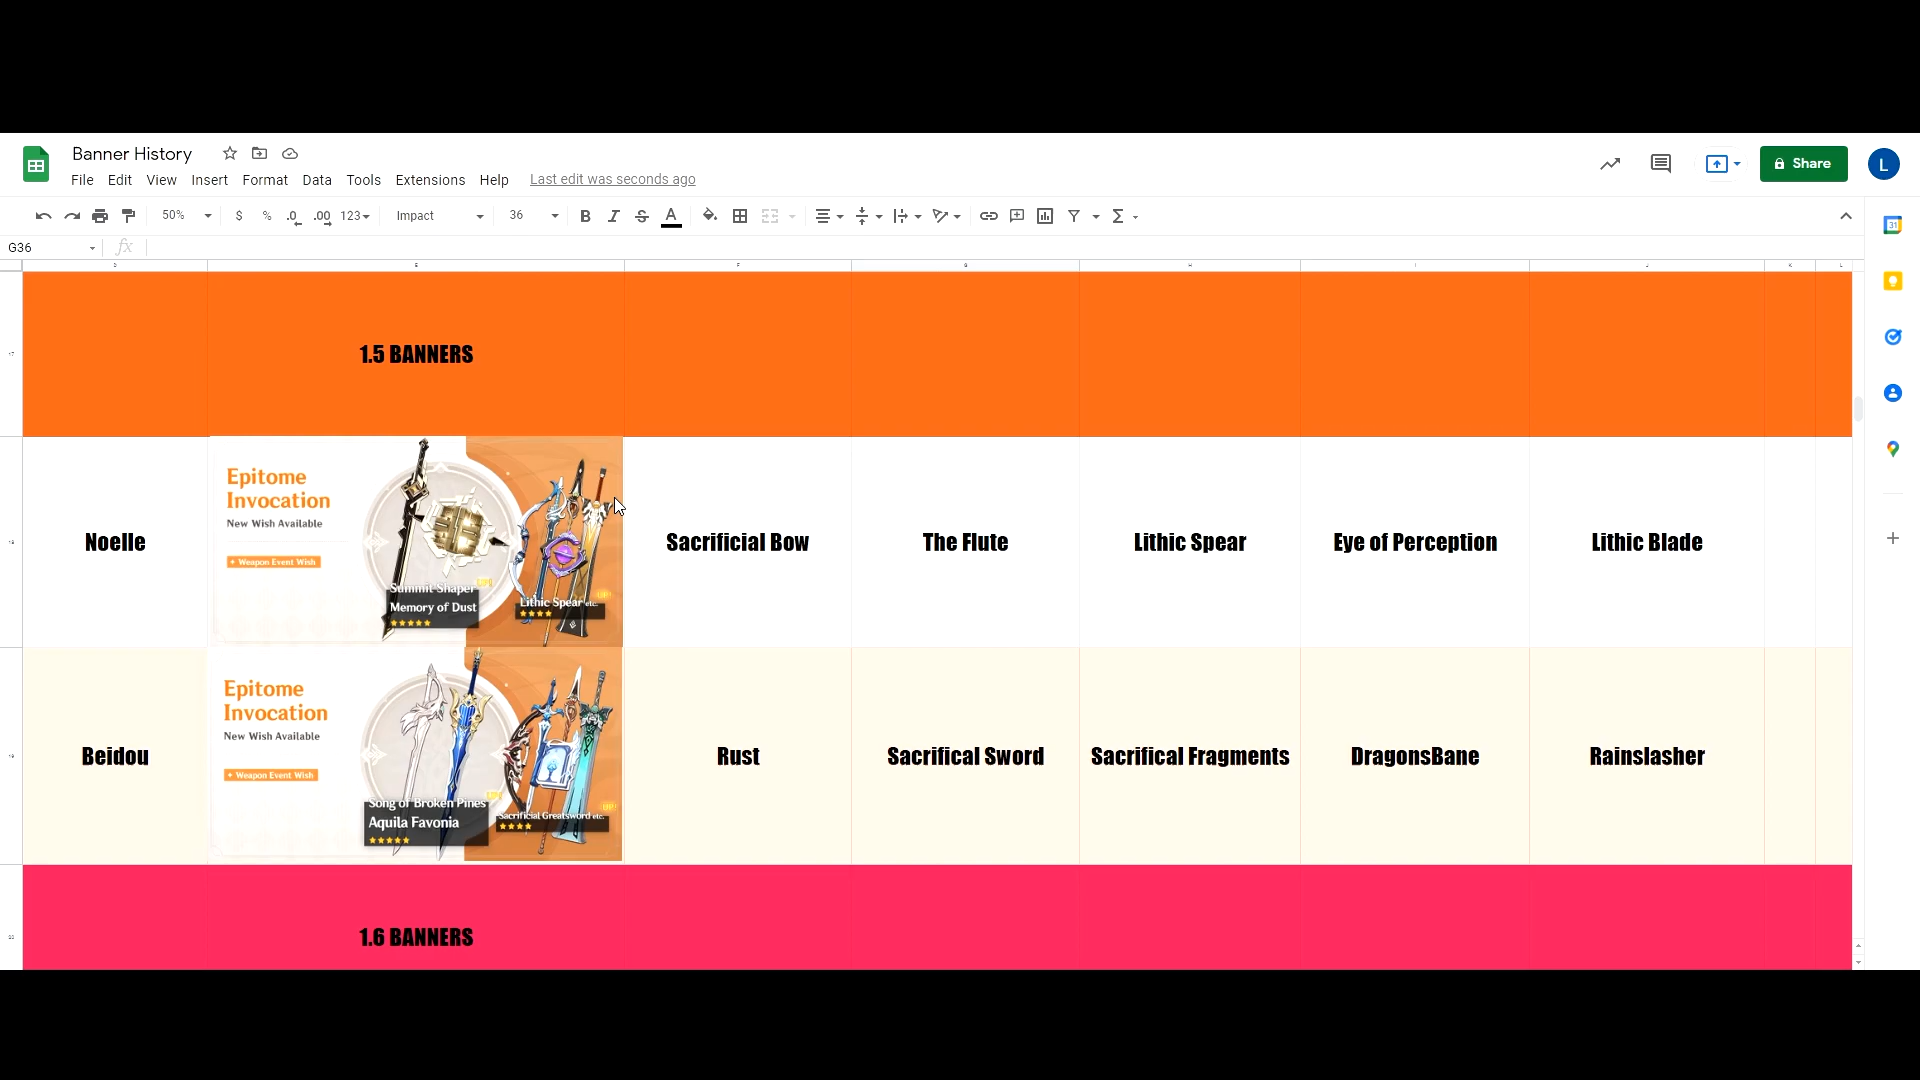 Banner History
File Edit View Insert Format Data Tools Extensions Help Last edit was seconds ago
Share
L
50% $ % .0 .00 123 Impact 36 B I S A
G36 fx
31
17
1.5 BANNERS
Noelle
Epitome
Invocation
New Wish Available
+ Weapon Event Wish
Summit Shaper
Memory of Dust
Lithic Spear etc.
Sacrificial Bow
The Flute
Lithic Spear
Eye of Perception
Lithic Blade
Beidou
Epitome
Invocation
New Wish Available
+ Weapon Event Wish
Song of Broken Pines
Aquila Favonia
Sacrificial Greatsword etc.
Rust
Sacrifical Sword
Sacrifical Fragments
DragonsBane
Rainslasher
1.6 BANNERS